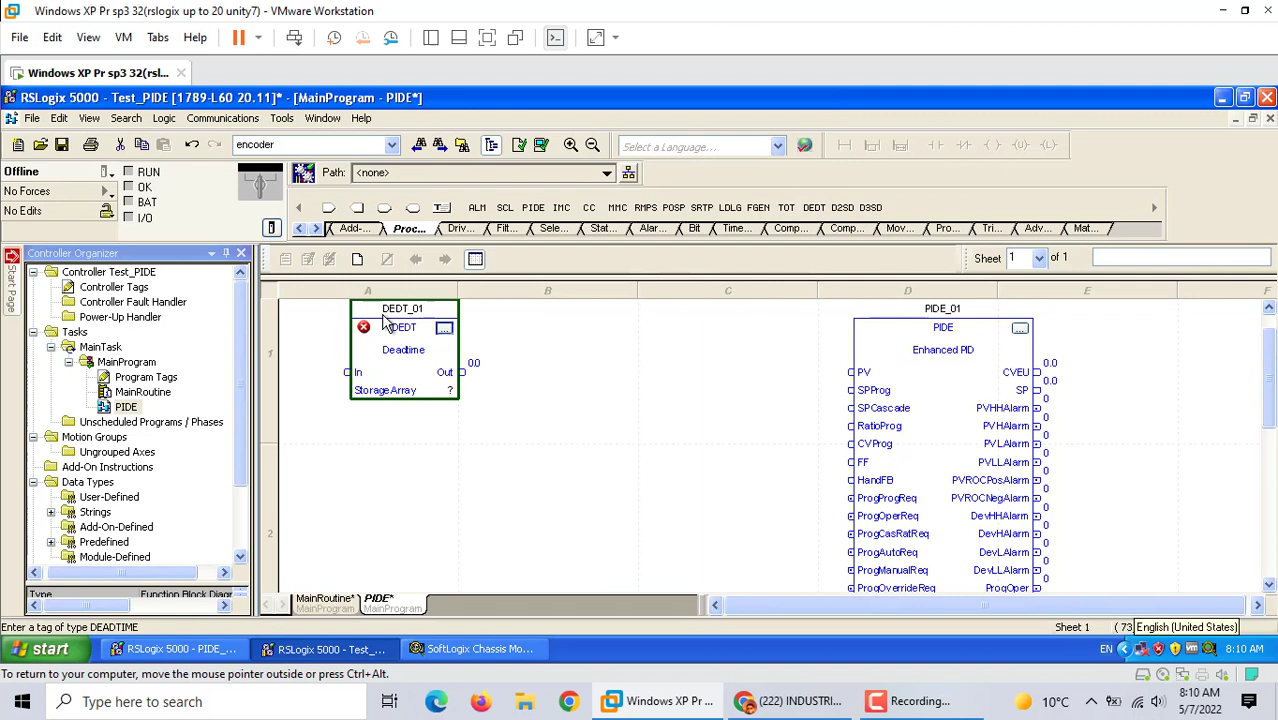 Windows XP Pr sp3 32(rslogix up to 20 unity7) - VMware Workstation
File Edit View VM Tabs Help
Windows XP Pr sp3 32(rsl...
RSLogix 5000 - Test_PIDE [1789-L60 20.11]* - [MainProgram - PIDE*]
File Edit View Search Logic Communications Tools Window Help
encoder
Select a Language...
Offline
RUN
Path: <none>
No Forces
OK
BAT
No Edits
I/O
ALM SCL PIDE IMC CC MMC RMPS POSP SRTP LDLG FGEN TOT DEDT D2SD D3SD
Add-... Proc... Driv... Filt... Sele... Stat... Alar... Bit Time... Comp... Comp... Mov... Pro... Tri... Adv... Mat...
Start Page
Controller Organizer
Sheet 1 of 1
Controller Test_PIDE
Controller Tags
Controller Fault Handler
Power-Up Handler
Tasks
MainTask
MainProgram
Program Tags
MainRoutine
PIDE
Unscheduled Programs / Phases
Motion Groups
Ungrouped Axes
Add-On Instructions
Data Types
User-Defined
Strings
Add-On-Defined
Predefined
Module-Defined
Type Function Block Diagr
A B C D E F
1
2
DEDT_01
DEDT
...
Deadtime
In Out 0.0
StorageArray ?
PIDE_01
PIDE
...
Enhanced PID
PV CVEU 0.0
SPProg SP 0.0
SPCascade PVHHAlarm 0
RatioProg PVHAlarm 0
CVProg PVLAlarm 0
FF PVLLAlarm 0
HandFB PVROCPosAlarm 0
ProgProgReq PVROCNegAlarm 0
ProgOperReq DevHHAlarm 0
ProgCasRatReq DevHAlarm 0
ProgAutoReq DevLAlarm 0
ProgManualReq DevLLAlarm 0
ProgOverrideReq ProgOper 0
MainRoutine* PIDE*
MainProgram MainProgram
Enter a tag of type DEADTIME
Sheet 1 (73 English (United States)
start
RSLogix 5000 - PIDE_...
RSLogix 5000 - Test_...
SoftLogix Chassis Mo...
EN
8:10 AM
To return to your computer, move the mouse pointer outside or press Ctrl+Alt.
Type here to search
Windows XP Pr sp3 ...
(222) INDUSTRI...
Recording...
10°C
8:10 AM
5/7/2022